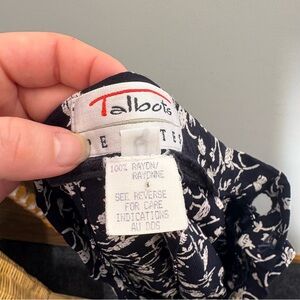 Talbots
100% RAYON/
RAYONNE
SEE REVERSE
FOR CARE
INDICATIONS
AU DOS